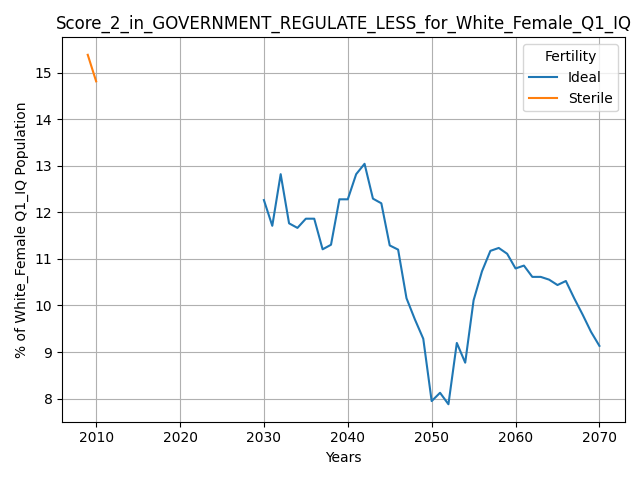 Score_2_in_GOVERNMENT_REGULATE_LESS_for_White_Female_Q1_IQ
Fertility
Ideal
Sterile
% of White_Female Q1_IQ Population
15
14
13
12
11
10
9
8
2010
2020
2030
2040
2050
2060
2070
Years